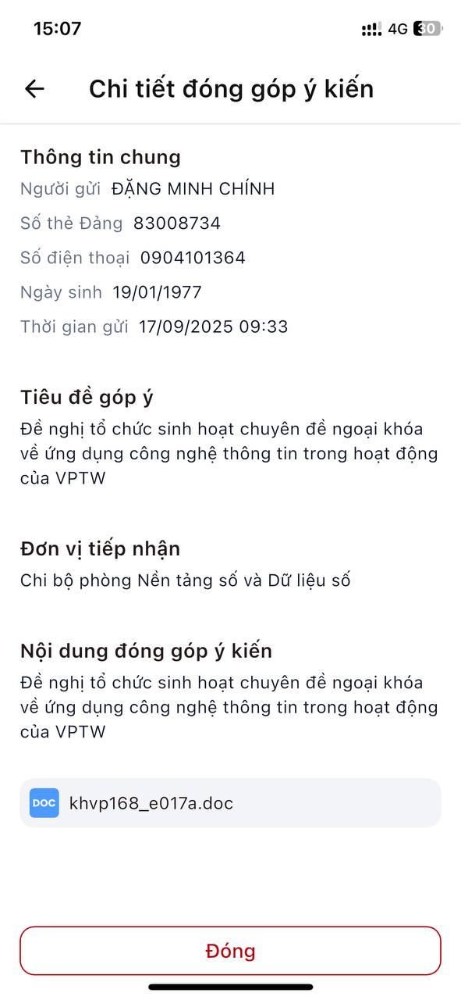 15:07
4G 30
Chi tiết đóng góp ý kiến
Thông tin chung
Người gửi ĐẶNG MINH CHÍNH
Số thẻ Đảng 83008734
Số điện thoại 0904101364
Ngày sinh 19/01/1977
Thời gian gửi 17/09/2025 09:33
Tiêu đề góp ý
Đề nghị tổ chức sinh hoạt chuyên đề ngoại khóa
về ứng dụng công nghệ thông tin trong hoạt động
của VPTW
Đơn vị tiếp nhận
Chi bộ phòng Nền tảng số và Dữ liệu số
Nội dung đóng góp ý kiến
Đề nghị tổ chức sinh hoạt chuyên đề ngoại khóa
về ứng dụng công nghệ thông tin trong hoạt động
của VPTW
DOC khvp168_e017a.doc
Đóng